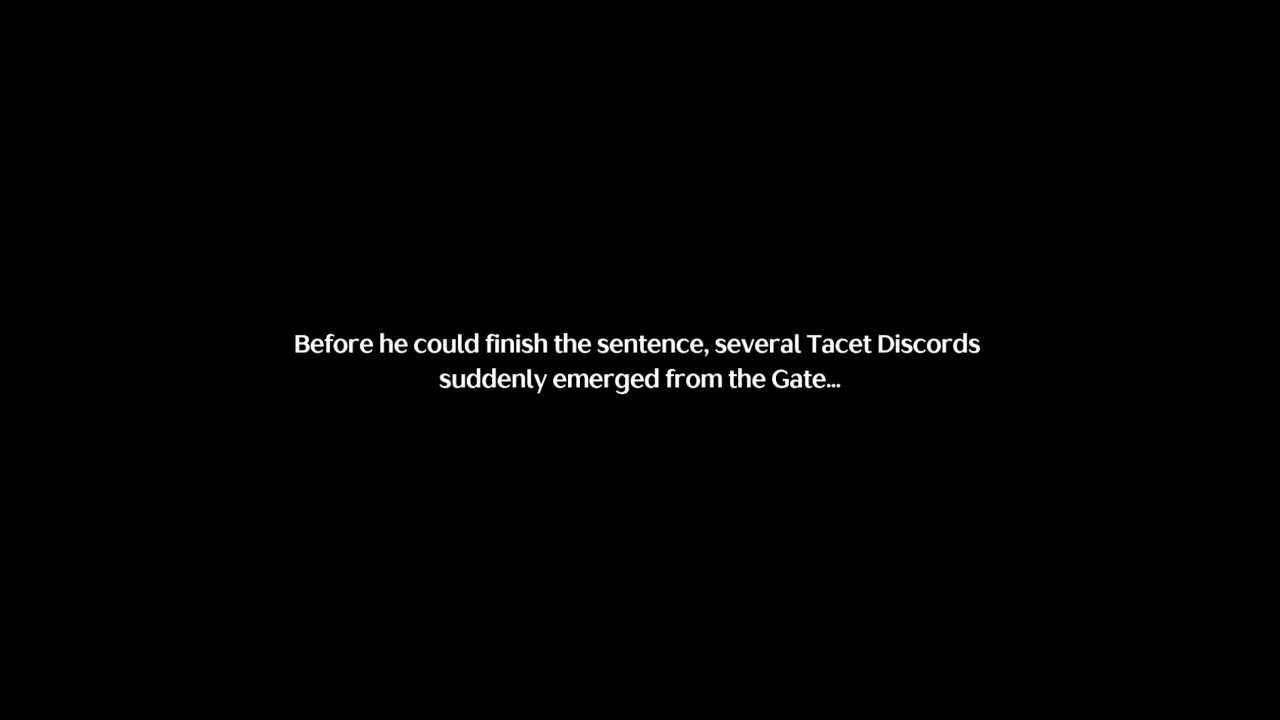 Before he could finish the sentence, several Tacet Discords
suddenly emerged from the Gate...